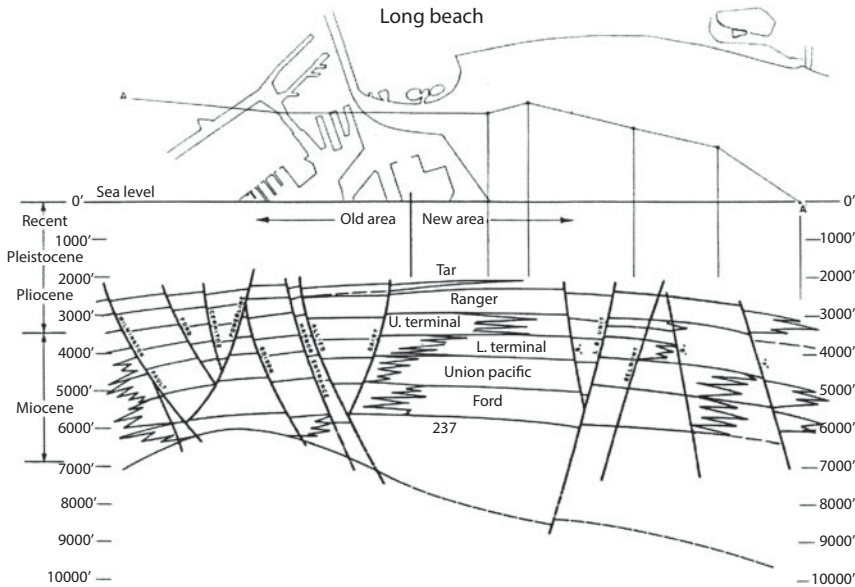 Long beach
A
0' Sea level 0'
A
Recent
Old area New area
1000' 1000'
Pleistocene
2000' Tar 2000'
Pliocene Ranger
3000' 3000'
U. terminal
4000' L. terminal 4000'
Union pacific
5000' 5000'
Miocene Ford
6000' 237 6000'
7000' 7000'
8000' 8000'
9000' 9000'
10000' 10000'